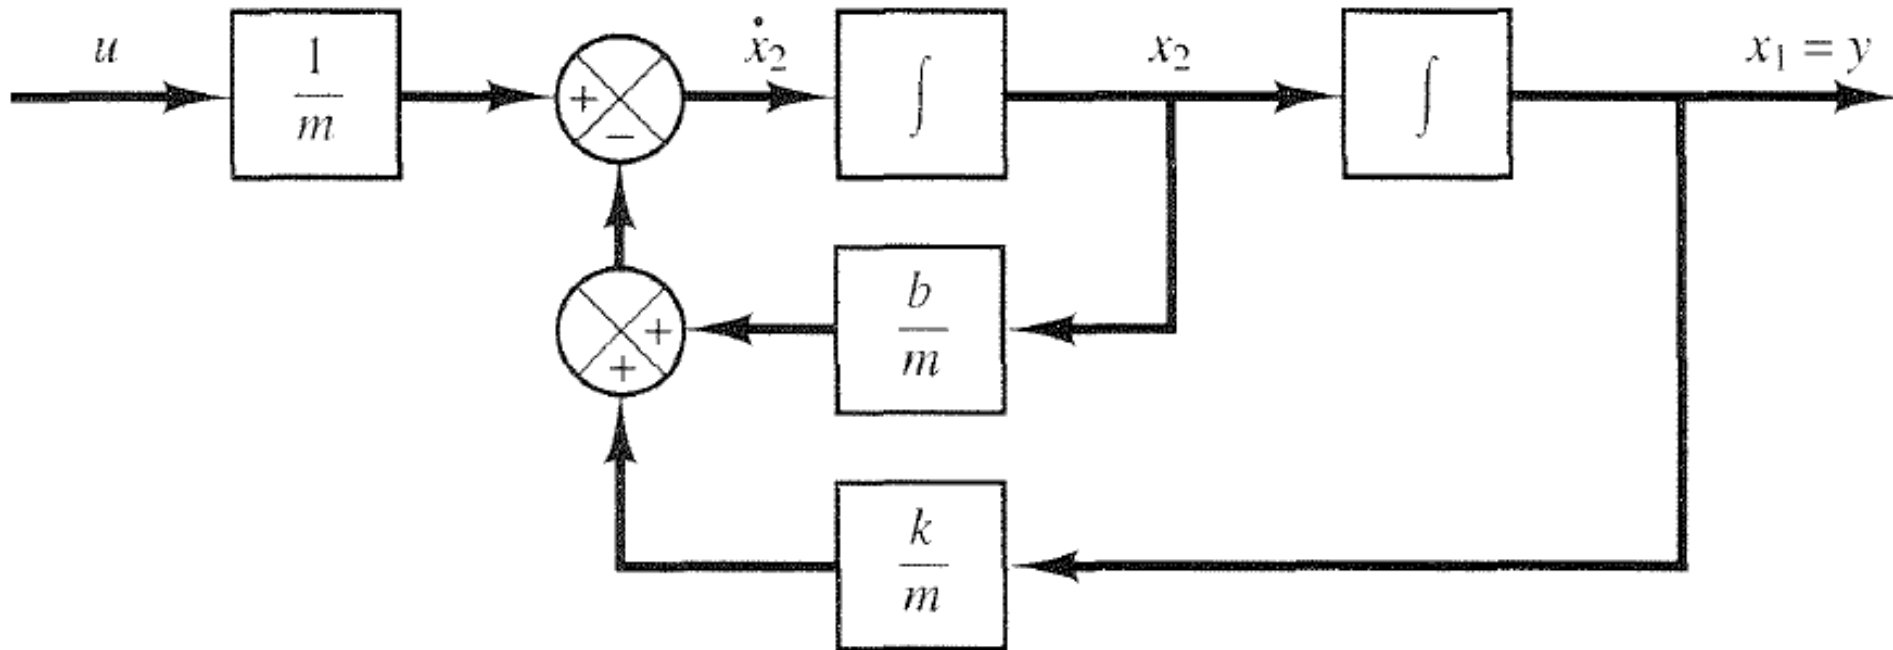 u
1
m
+
−
ẋ₂
∫
x₂
∫
x₁ = y
b
m
+
+
k
m